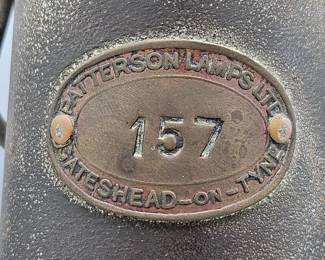 PATTERSON LAMPS LTD
157
GATESHEAD-ON-TYNE